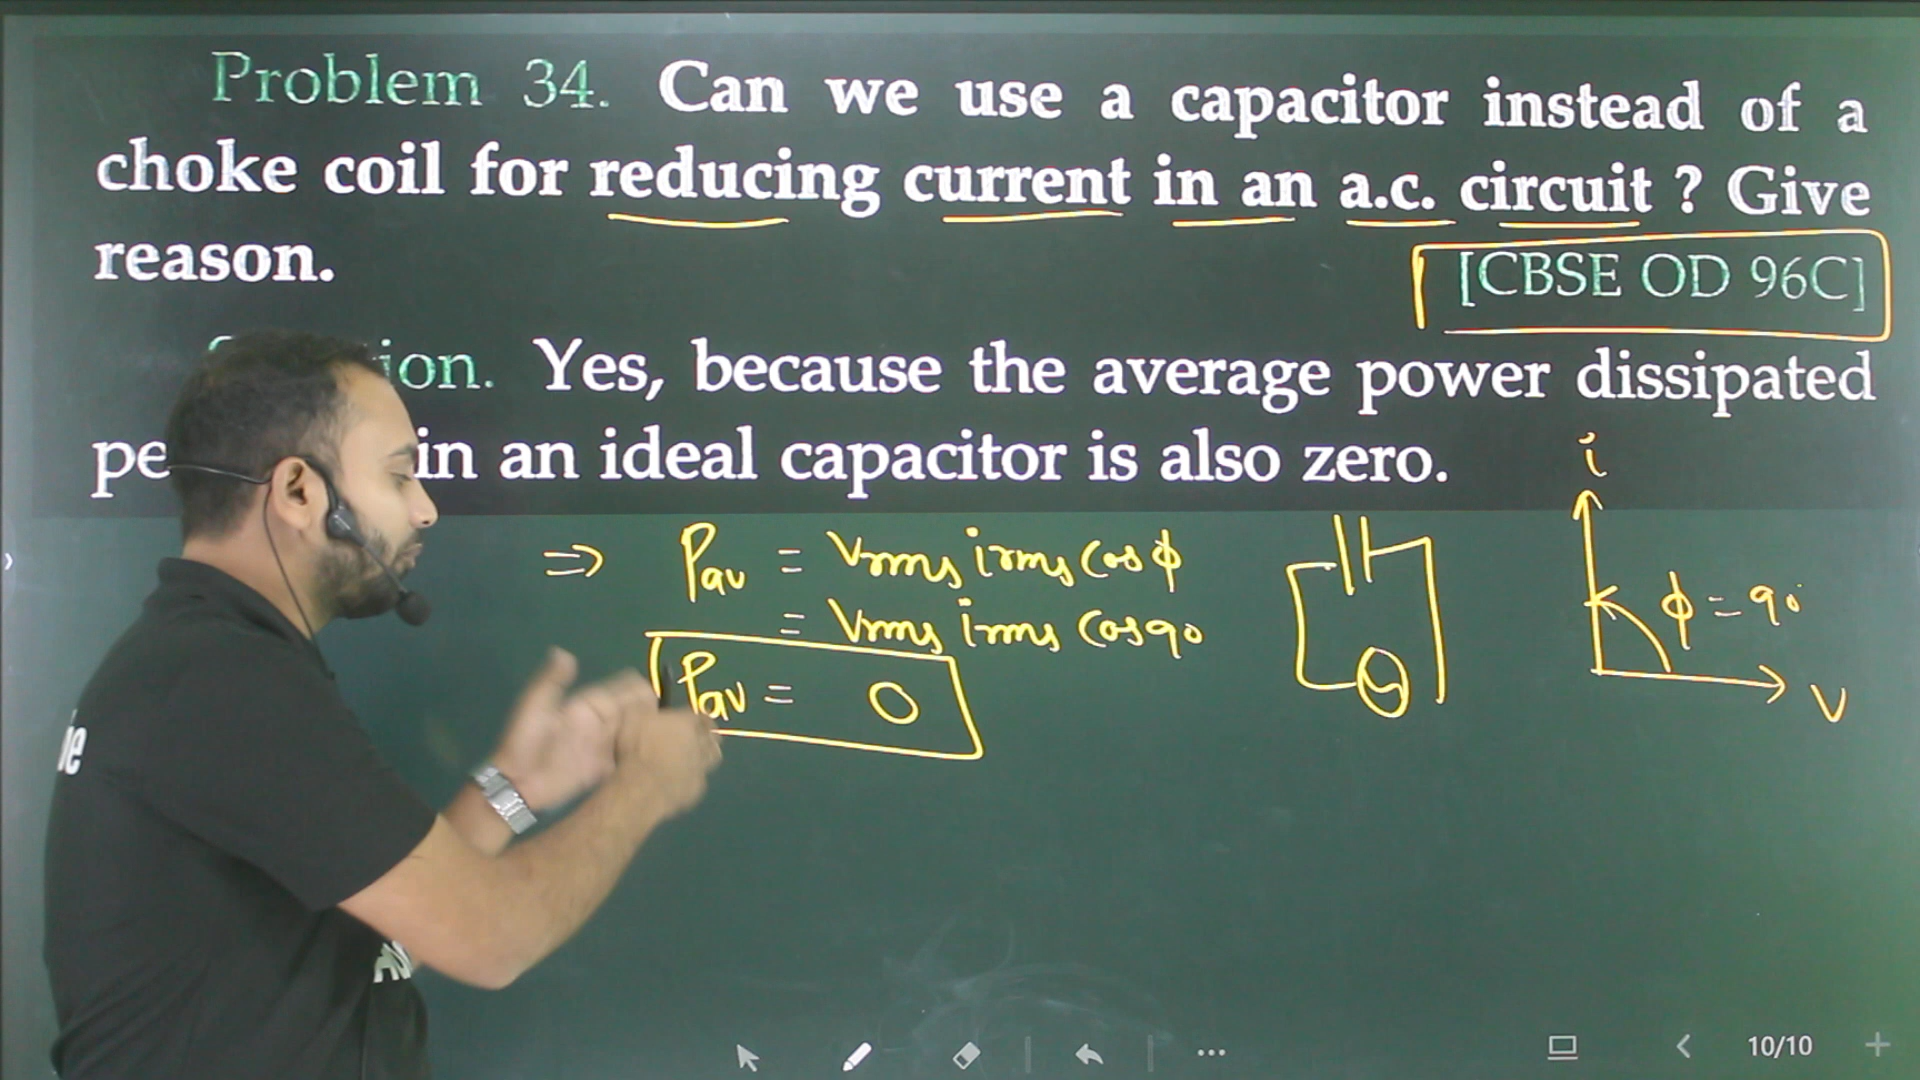 Problem 34. Can we use a capacitor instead of a
choke coil for reducing current in an a.c. circuit ? Give
reason.
[CBSE OD 96C]
ion. Yes, because the average power dissipated
pe in an ideal capacitor is also zero.
i
⇒ Pav = Vrms irms Cos ϕ
= Vrms irms Cos 90
Pav = 0
ϕ = 90°
V
10/10